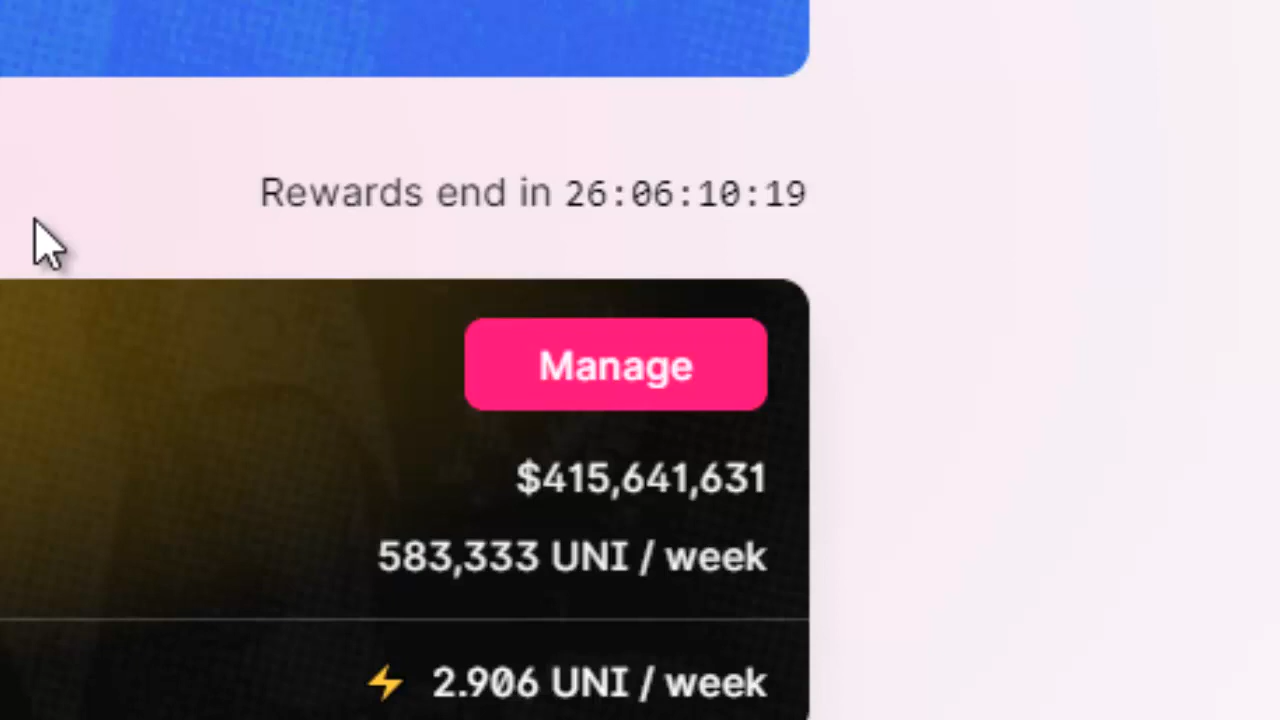 Rewards end in 26:06:10:19
Manage
$415,641,631
583,333 UNI / week
⚡ 2.906 UNI / week